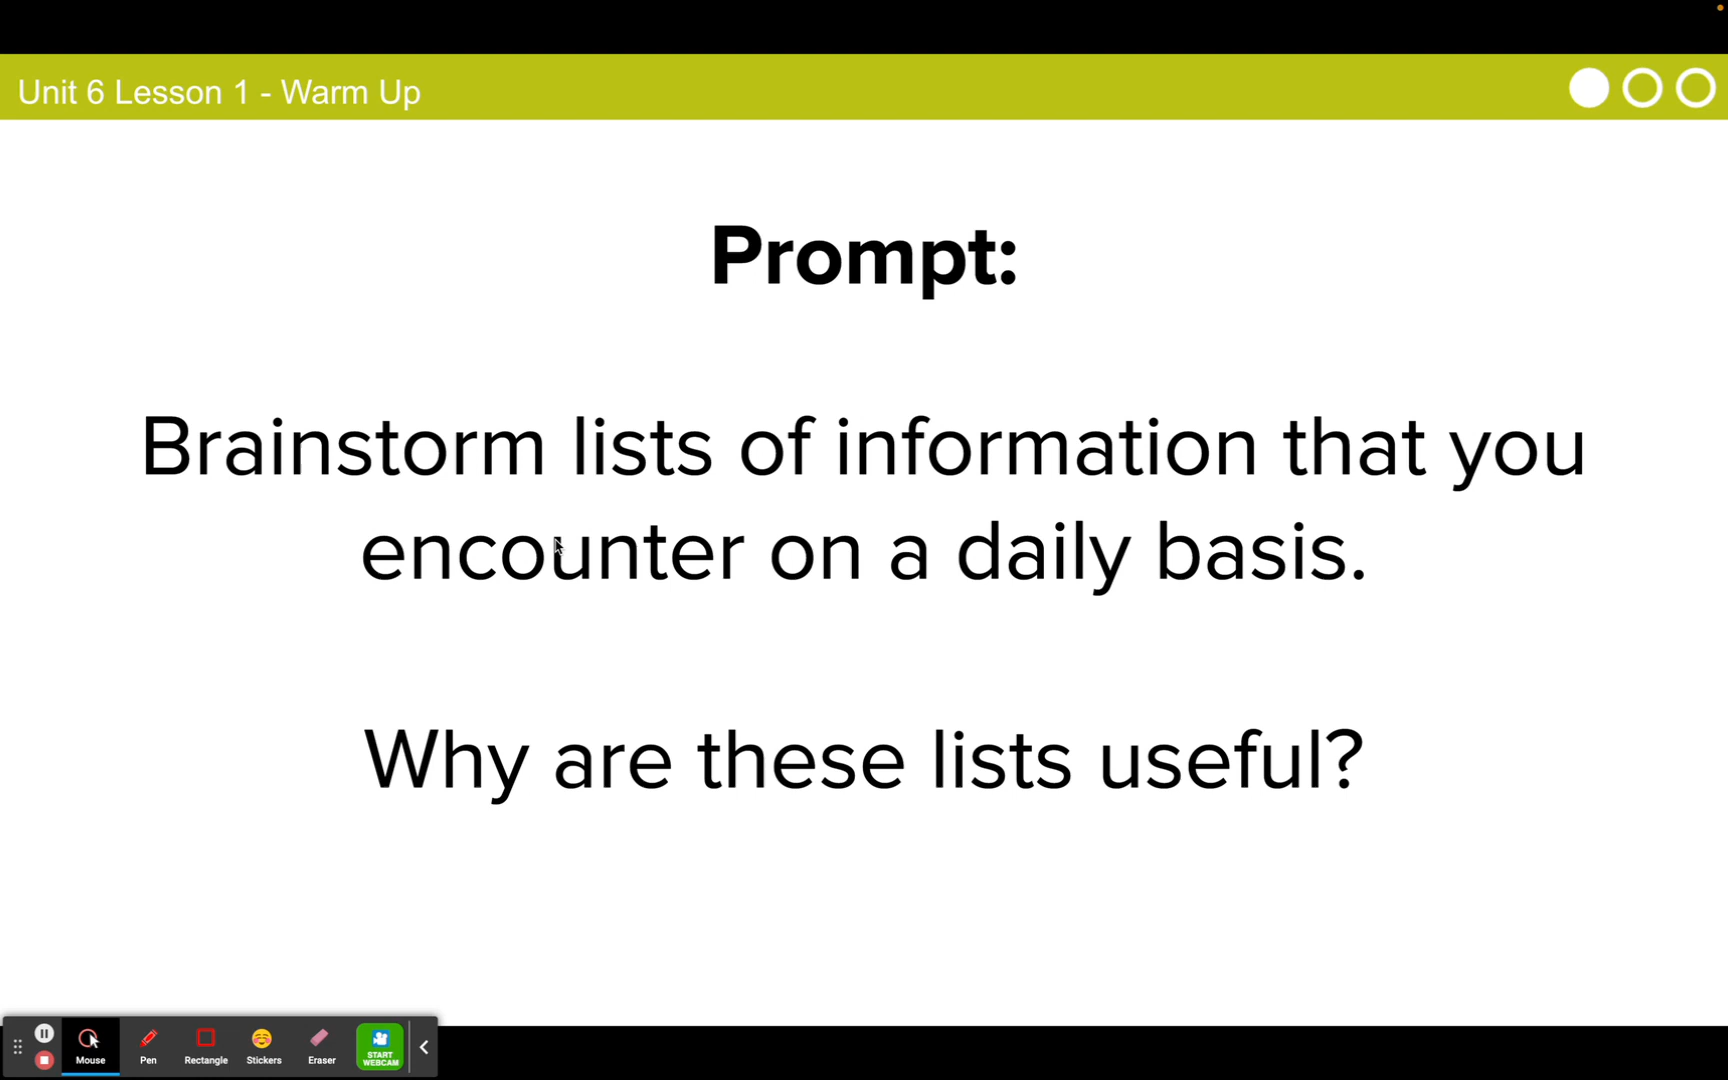 Unit 6 Lesson 1 - Warm Up
Prompt:
Brainstorm lists of information that you
encounter on a daily basis.
Why are these lists useful?
Mouse
Pen
Rectangle
Stickers
Eraser
START
WEBCAM